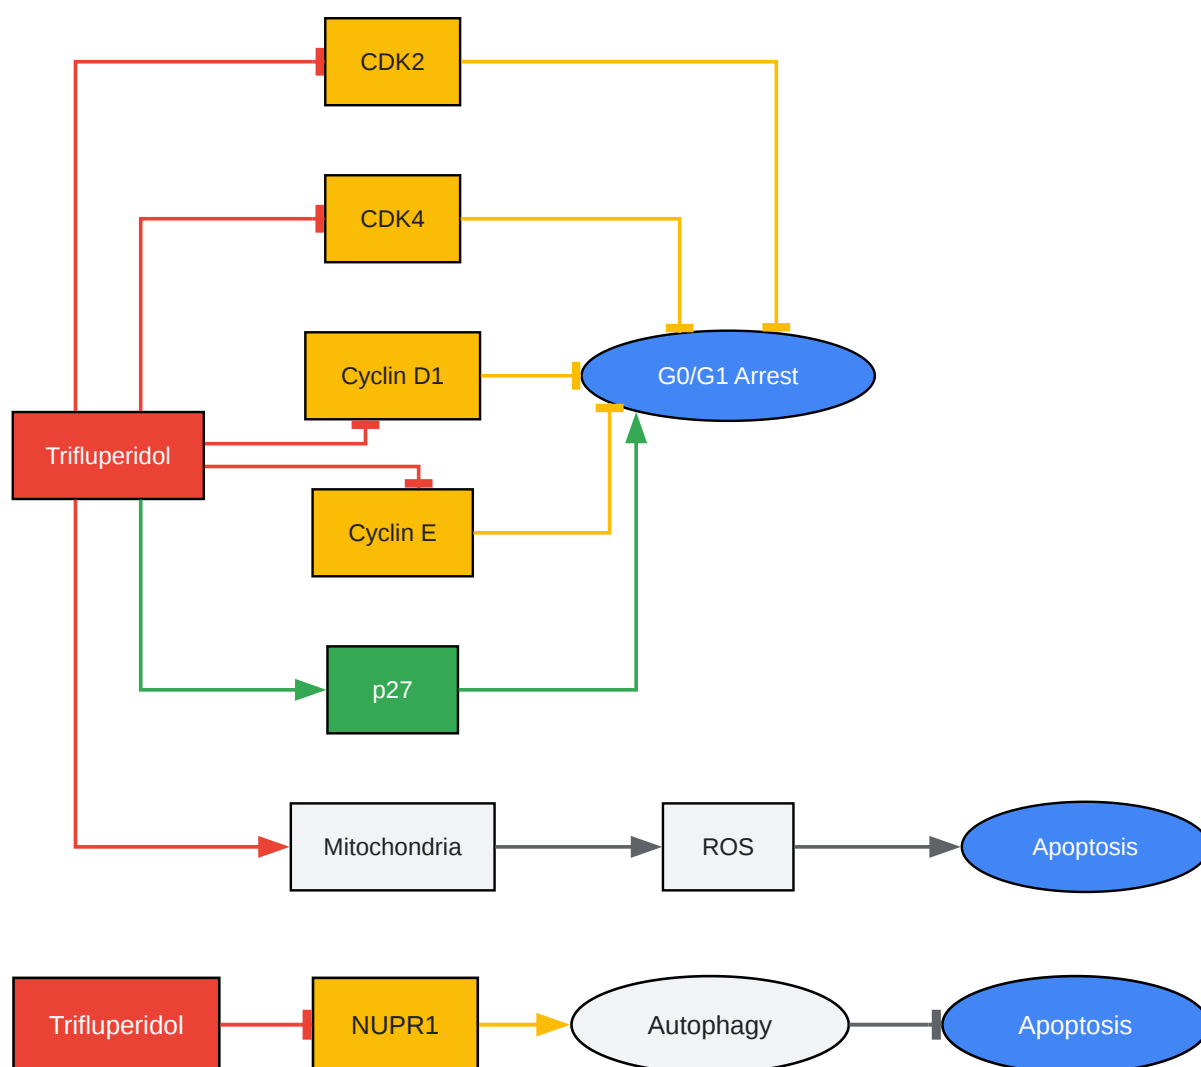 CDK2
CDK4
Cyclin D1
G0/G1 Arrest
Trifluperidol
Cyclin E
p27
Mitochondria
ROS
Apoptosis
Trifluperidol
NUPR1
Autophagy
Apoptosis